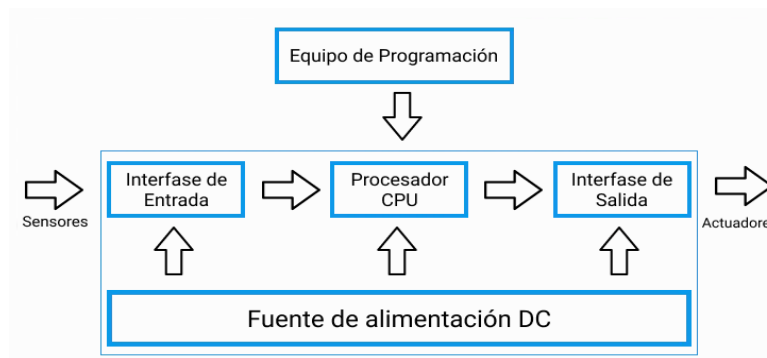 Equipo de Programación
Interfase de
Entrada
Procesador
CPU
Interfase de
Salida
Sensores
Actuadore
Fuente de alimentación DC